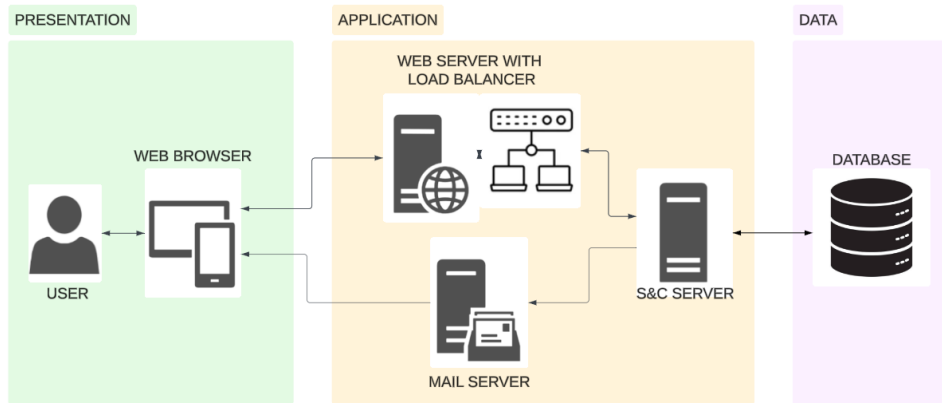 PRESENTATION
APPLICATION
DATA
WEB SERVER WITH
LOAD BALANCER
WEB BROWSER
DATABASE
USER
S&C SERVER
MAIL SERVER